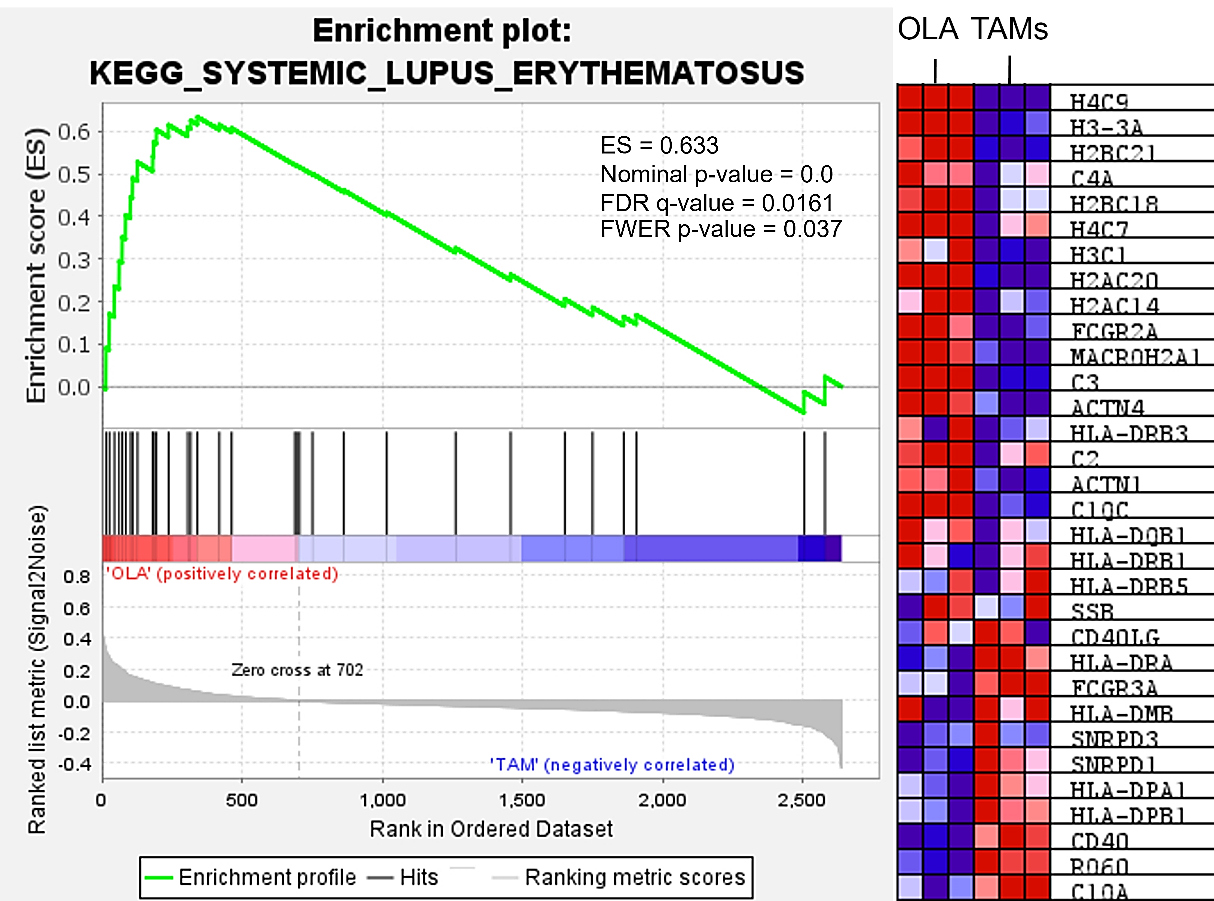 Enrichment plot:
KEGG_SYSTEMIC_LUPUS_ERYTHEMATOSUS
Enrichment score (ES)
0.6
0.5
0.4
0.3
0.2
0.1
0.0
ES = 0.633
Nominal p-value = 0.0
FDR q-value = 0.0161
FWER p-value = 0.037
Ranked list metric (Signal2Noise)
'OLA' (positively correlated)
0.8
0.6
0.4
0.2
0.0
-0.2
-0.4
Zero cross at 702
'TAM' (negatively correlated)
0 500 1,000 1,500 2,000 2,500
Rank in Ordered Dataset
Enrichment profile Hits Ranking metric scores
OLA TAMs
H4C9
H3-3A
H2BC21
C4A
H2BC18
H4C7
H3C1
H2AC20
H2AC14
FCGR2A
MACROH2A1
C3
ACTN4
HLA-DRB3
C2
ACTN1
C1QC
HLA-DQB1
HLA-DRB1
HLA-DRB5
SSB
CD40LG
HLA-DRA
FCGR3A
HLA-DMB
SNRPD3
SNRPD1
HLA-DPA1
HLA-DPB1
CD40
RO60
C1QA